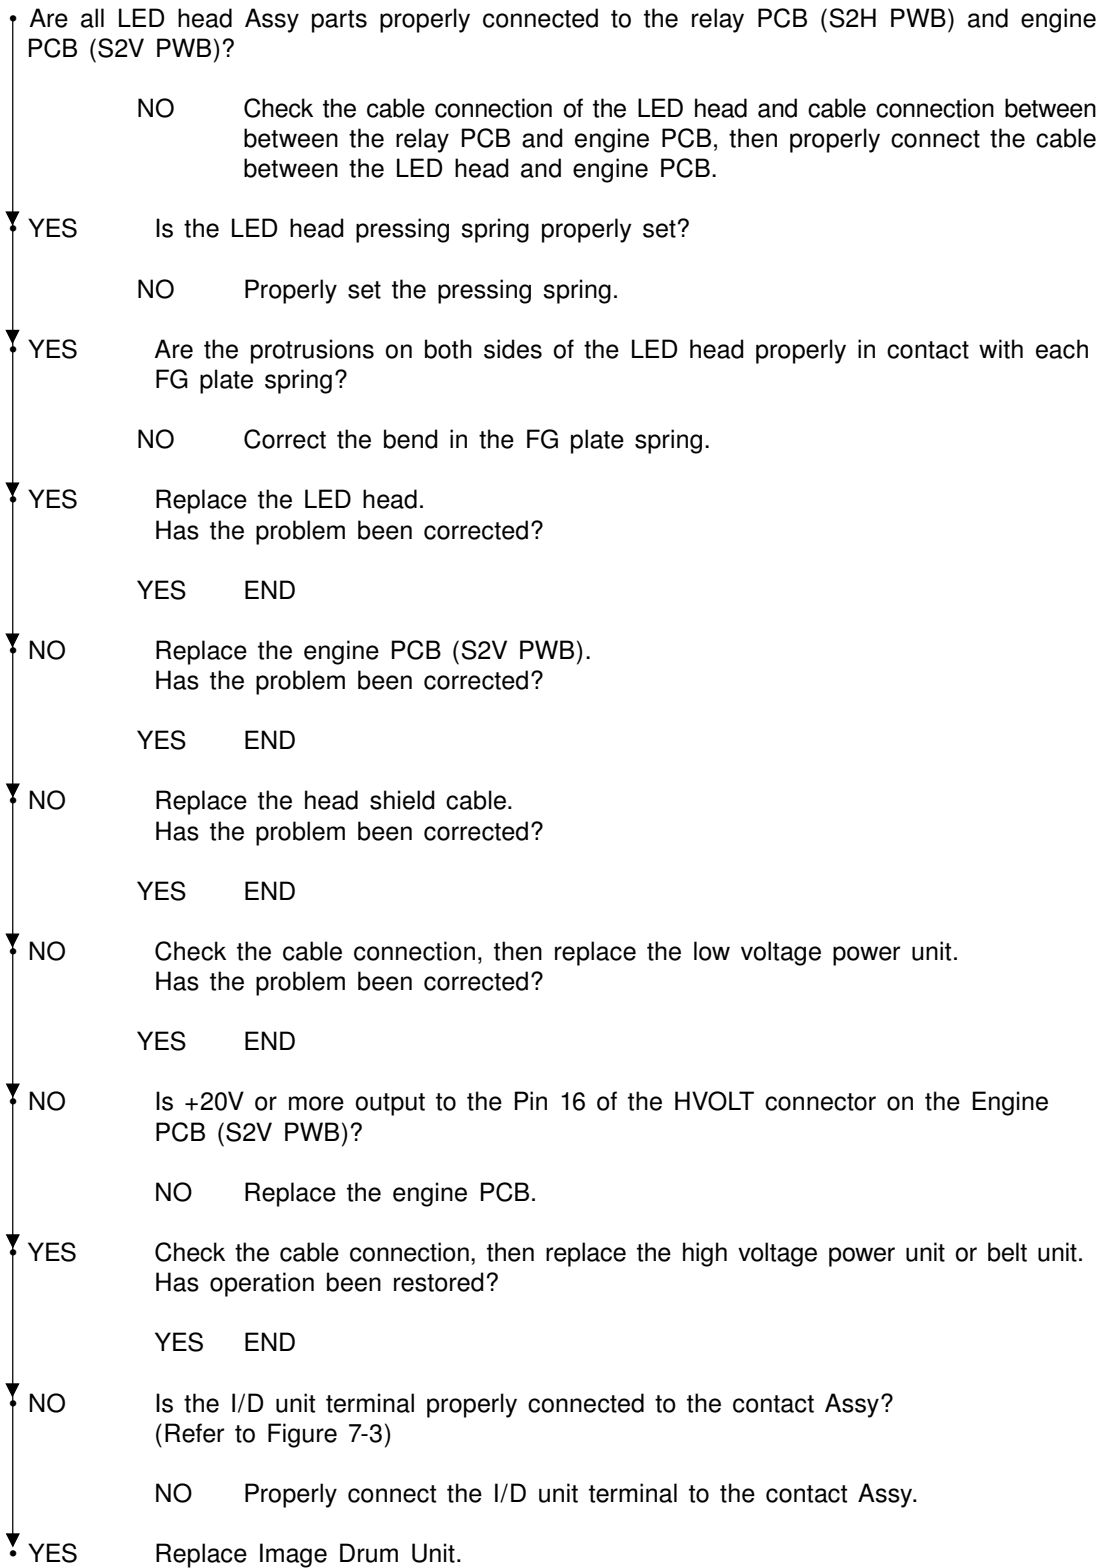 Are all LED head Assy parts properly connected to the relay PCB (S2H PWB) and engine
PCB (S2V PWB)?
NO Check the cable connection of the LED head and cable connection between
between the relay PCB and engine PCB, then properly connect the cable
between the LED head and engine PCB.
YES Is the LED head pressing spring properly set?
NO Properly set the pressing spring.
YES Are the protrusions on both sides of the LED head properly in contact with each
FG plate spring?
NO Correct the bend in the FG plate spring.
YES Replace the LED head.
Has the problem been corrected?
YES END
NO Replace the engine PCB (S2V PWB).
Has the problem been corrected?
YES END
NO Replace the head shield cable.
Has the problem been corrected?
YES END
NO Check the cable connection, then replace the low voltage power unit.
Has the problem been corrected?
YES END
NO Is +20V or more output to the Pin 16 of the HVOLT connector on the Engine
PCB (S2V PWB)?
NO Replace the engine PCB.
YES Check the cable connection, then replace the high voltage power unit or belt unit.
Has operation been restored?
YES END
NO Is the I/D unit terminal properly connected to the contact Assy?
(Refer to Figure 7-3)
NO Properly connect the I/D unit terminal to the contact Assy.
YES Replace Image Drum Unit.